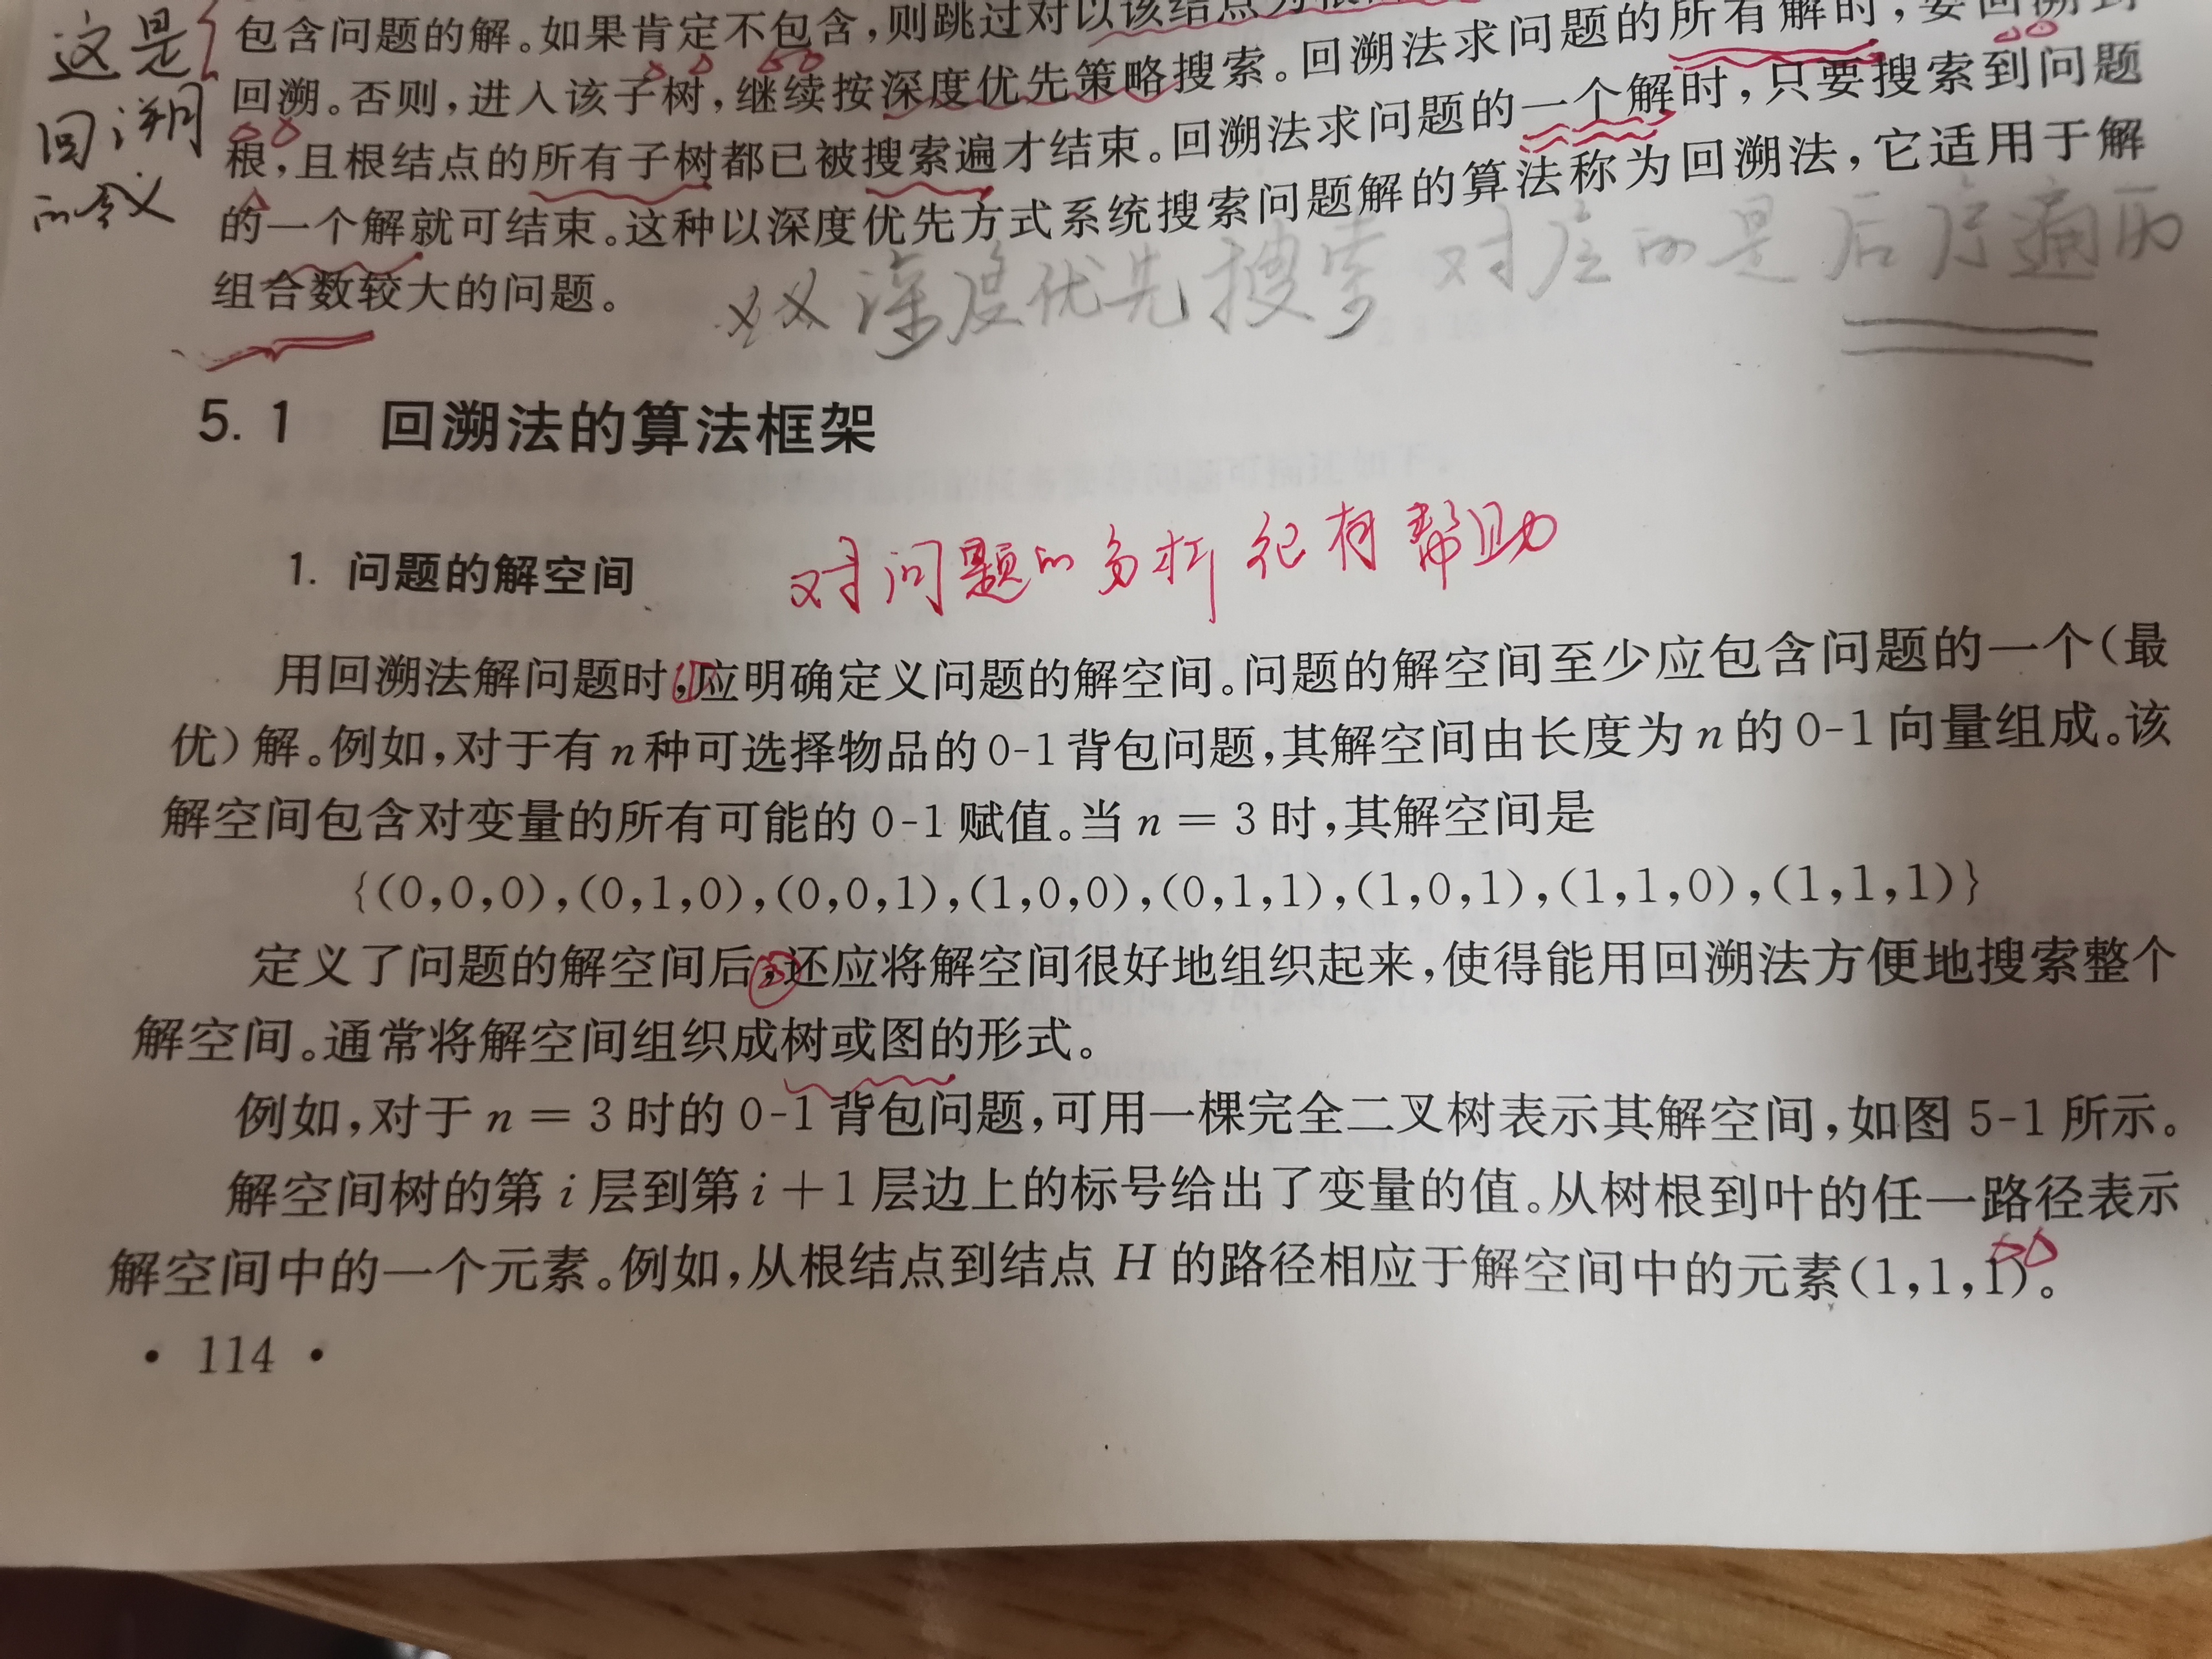 这是
回溯
的含义
包含问题的解。如果肯定不包含,则跳过对以该结点为根
回溯。否则,进入该子树,继续按深度优先策略搜索。回溯法求问题的所有解时,要回溯到
根,且根结点的所有子树都已被搜索遍才结束。回溯法求问题的一个解时,只要搜索到问题
的一个解就可结束。这种以深度优先方式系统搜索问题解的算法称为回溯法,它适用于解
组合数较大的问题。
深度优先搜索 对应的是后序遍历
5.1 回溯法的算法框架
1. 问题的解空间
对问题的分析很有帮助
用回溯法解问题时,①应明确定义问题的解空间。问题的解空间至少应包含问题的一个(最
优)解。例如,对于有n种可选择物品的0-1背包问题,其解空间由长度为n的0-1向量组成。该
解空间包含对变量的所有可能的0-1赋值。当n = 3时,其解空间是
{(0,0,0),(0,1,0),(0,0,1),(1,0,0),(0,1,1),(1,0,1),(1,1,0),(1,1,1)}
定义了问题的解空间后,②还应将解空间很好地组织起来,使得能用回溯法方便地搜索整个
解空间。通常将解空间组织成树或图的形式。
例如,对于n = 3时的0-1背包问题,可用一棵完全二叉树表示其解空间,如图5-1所示。
解空间树的第i层到第i+1层边上的标号给出了变量的值。从树根到叶的任一路径表示
解空间中的一个元素。例如,从根结点到结点H的路径相应于解空间中的元素(1,1,1)。
• 114 •